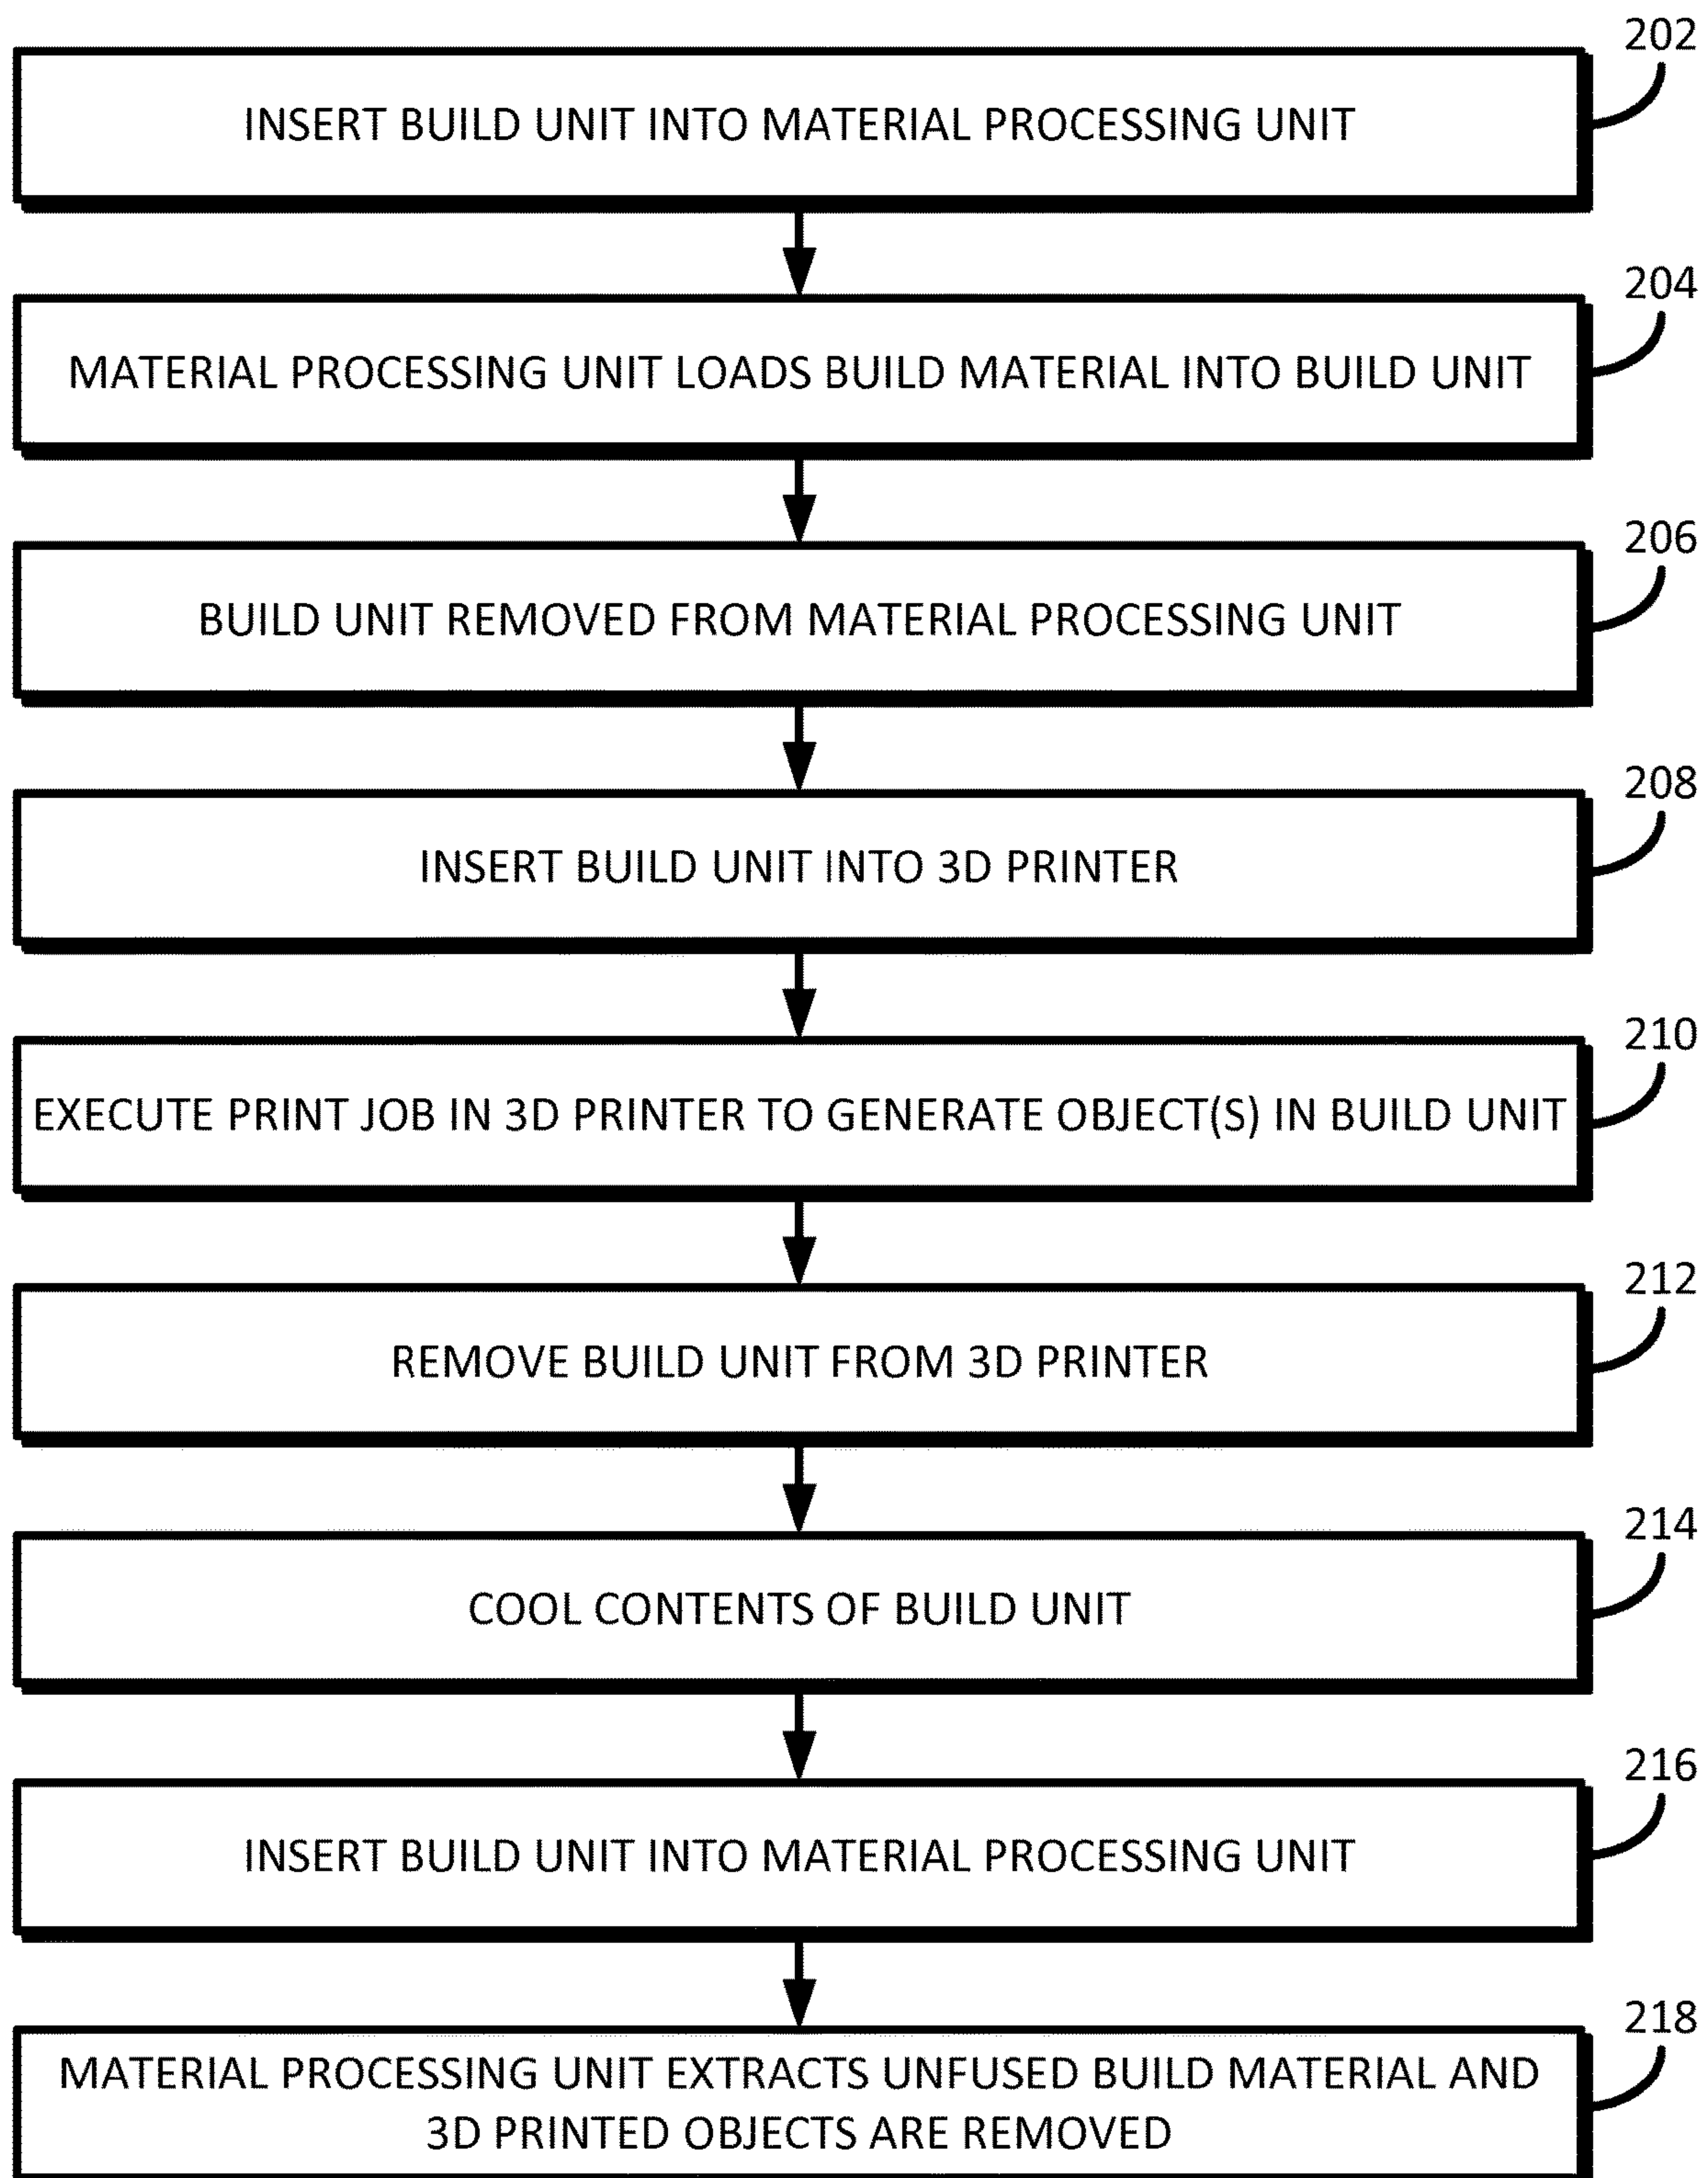 202
INSERT BUILD UNIT INTO MATERIAL PROCESSING UNIT
204
MATERIAL PROCESSING UNIT LOADS BUILD MATERIAL INTO BUILD UNIT
206
BUILD UNIT REMOVED FROM MATERIAL PROCESSING UNIT
208
INSERT BUILD UNIT INTO 3D PRINTER
210
EXECUTE PRINT JOB IN 3D PRINTER TO GENERATE OBJECT(S) IN BUILD UNIT
212
REMOVE BUILD UNIT FROM 3D PRINTER
214
COOL CONTENTS OF BUILD UNIT
216
INSERT BUILD UNIT INTO MATERIAL PROCESSING UNIT
218
MATERIAL PROCESSING UNIT EXTRACTS UNFUSED BUILD MATERIAL AND
3D PRINTED OBJECTS ARE REMOVED